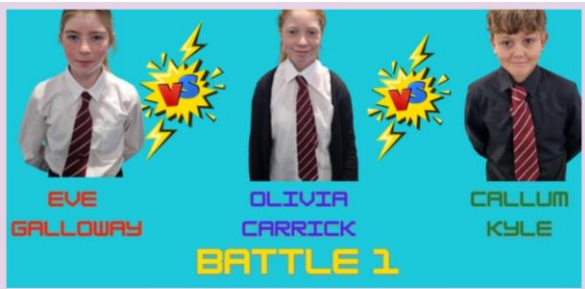 VS
VS
EVE
GALLOWAY
OLIVIA
CARRICK
CALLUM
KYLE
BATTLE 1